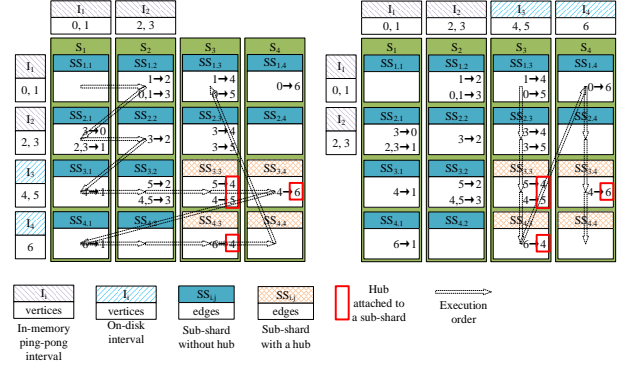 I1 I2
0, 1 2, 3
S1 S2 S3 S4
I1 SS1.1 SS1.2 SS1.3 SS1.4
1→2 1→4
0, 1 0,1→3 0→5 0→6
I2 SS2.1 SS2.2 SS2.3 SS2.4
3→0 3→4
2, 3 2,3→1 3→2 3→5
I3 SS3.1 SS3.2 SS3.3 SS3.4
5→2 5→4
4, 5 4→1 4,5→3 4→5 4→6
I4 SS4.1 SS4.2 SS4.3 SS4.4
6 6→1 6→4
I1 I2 I3 I4
0, 1 2, 3 4, 5 6
S1 S2 S3 S4
I1 SS1.1 SS1.2 SS1.3 SS1.4
1→2 1→4
0, 1 0,1→3 0→5 0→6
I2 SS2.1 SS2.2 SS2.3 SS2.4
3→0 3→4
2, 3 2,3→1 3→2 3→5
SS3.1 SS3.2 SS3.3 SS3.4
5→2 5→4
4→1 4,5→3 4→5 4→6
SS4.1 SS4.2 SS4.3 SS4.4
6→1 6→4
Ii
vertices
In-memory
ping-pong
interval
Ii
vertices
On-disk
interval
SSi.j
edges
Sub-shard
without hub
SSi.j
edges
Sub-shard
with a hub
Hub
attached to
a sub-shard
Execution
order